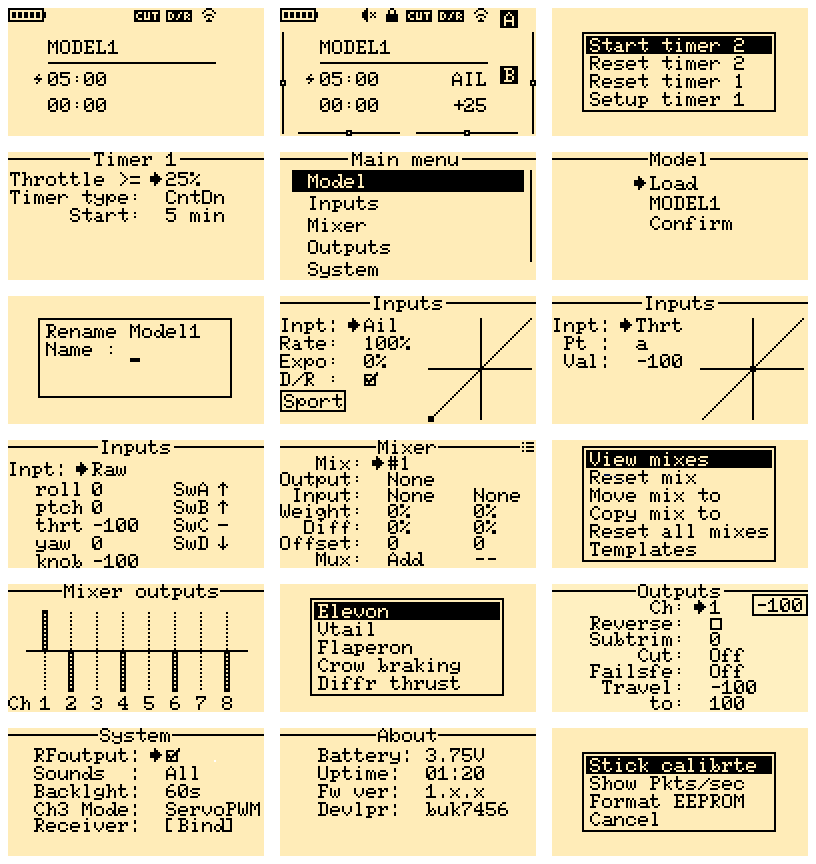 CUT D/R
MODEL1
05:00
00:00
CUT D/R A
MODEL1
05:00 AIL B
00:00 +25
Start timer 2
Reset timer 2
Reset timer 1
Setup timer 1
Timer 1
Throttle >= 25%
Timer type: CntDn
Start: 5 min
Main menu
Model
Inputs
Mixer
Outputs
System
Model
Load
MODEL1
Confirm
Rename Model1
Name : _
Inputs
Inpt: Ail
Rate: 100%
Expo: 0%
D/R :
Sport
Inputs
Inpt: Thrt
Pt : a
Val: -100
Inputs
Inpt: Raw
roll 0 SwA ↑
ptch 0 SwB ↑
thrt -100 SwC -
yaw 0 SwD ↓
knob -100
Mixer
Mix: #1
Output: None
Input: None None
Weight: 0% 0%
Diff: 0% 0%
Offset: 0 0
Mux: Add --
View mixes
Reset mix
Move mix to
Copy mix to
Reset all mixes
Templates
Mixer outputs
Ch 1 2 3 4 5 6 7 8
Elevon
Vtail
Flaperon
Crow braking
Diffr thrust
Outputs
Ch: 1 -100
Reverse:
Subtrim: 0
Cut: Off
Failsfe: Off
Travel: -100
to: 100
System
RFoutput:
Sounds : All
Backlght: 60s
Ch3 Mode: ServoPWM
Receiver: [Bind]
About
Battery: 3.75V
Uptime: 01:20
Fw ver: 1.x.x
Devlpr: buk7456
Stick calibrte
Show Pkts/sec
Format EEPROM
Cancel